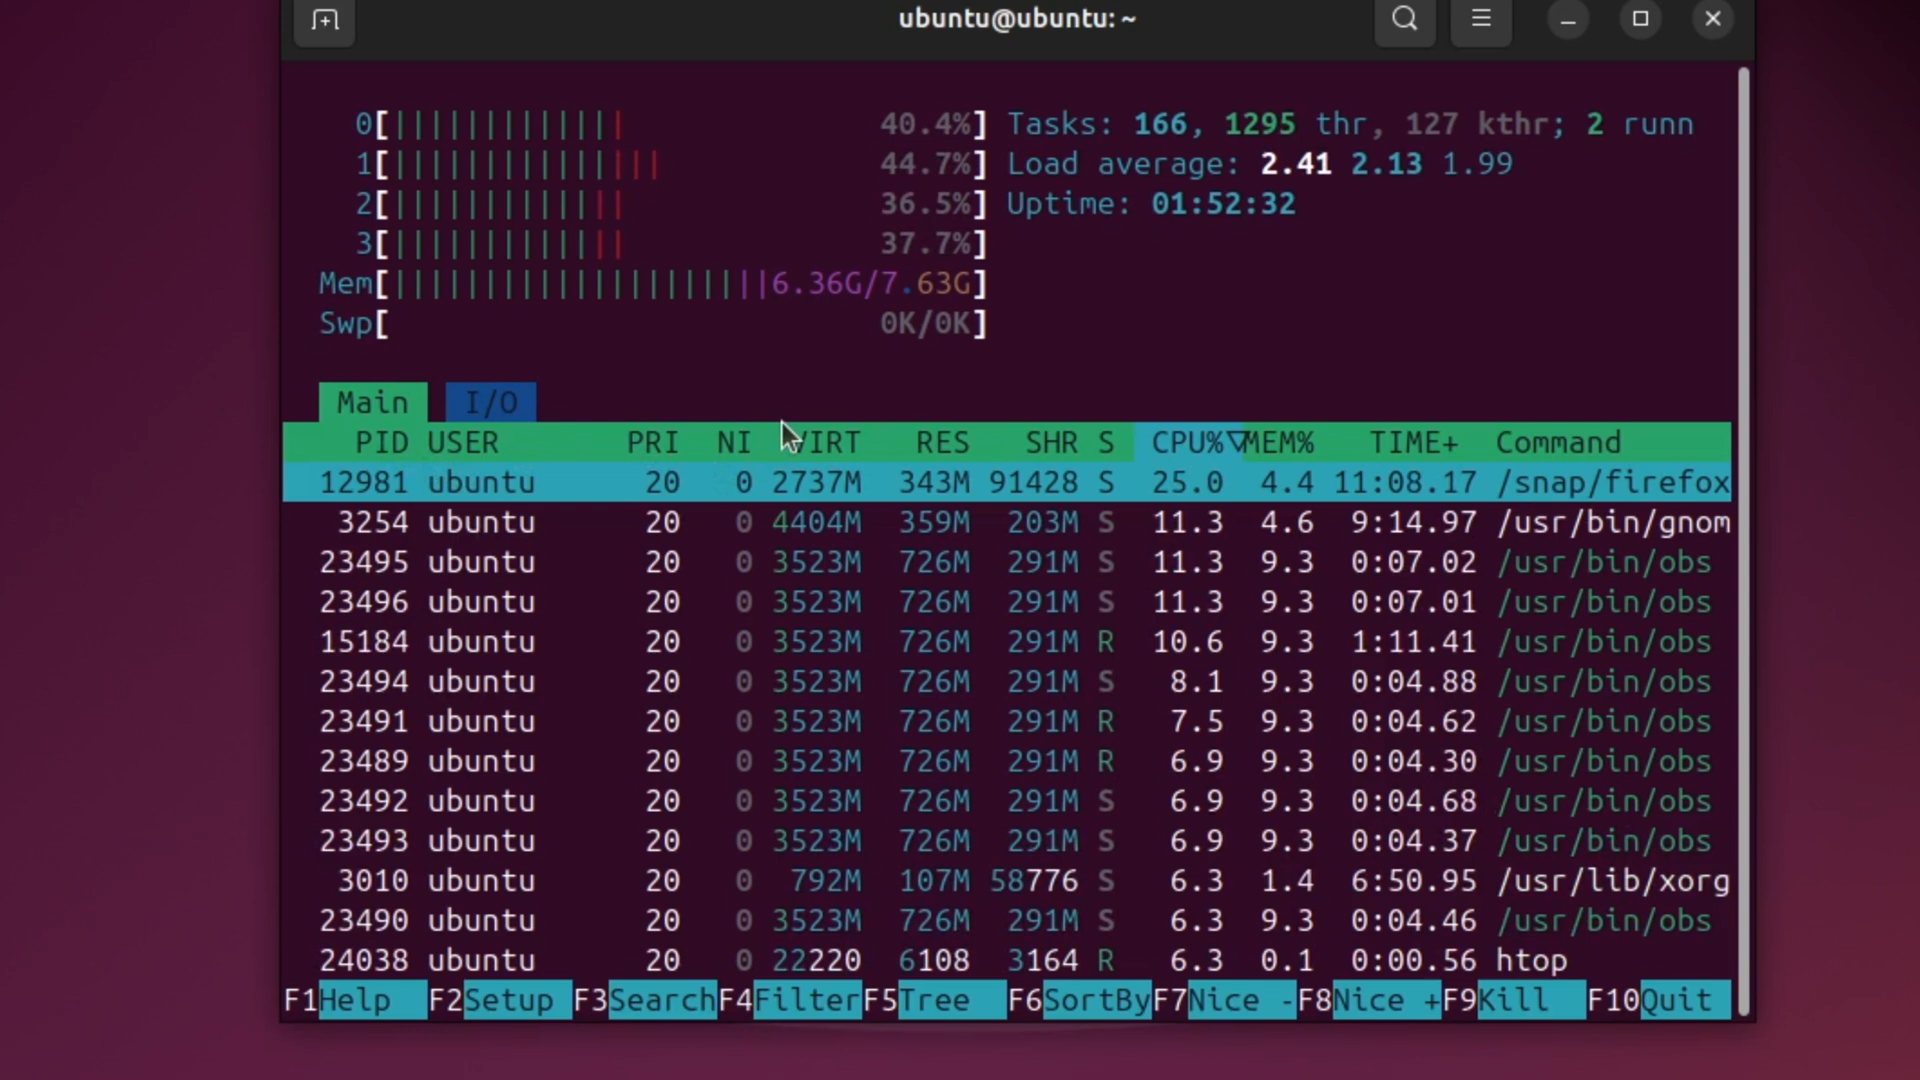 ubuntu@ubuntu: ~
0[|||||||||||||40.4%] Tasks: 166, 1295 thr, 127 kthr; 2 runn
1[|||||||||||||||44.7%] Load average: 2.41 2.13 1.99
2[|||||||||||||36.5%] Uptime: 01:52:32
3[|||||||||||||37.7%]
Mem[|||||||||||||||||||||6.36G/7.63G]
Swp[0K/0K]
Main I/O
PID USER PRI NI VIRT RES SHR S CPU%▽MEM% TIME+ Command
12981 ubuntu 20 0 2737M 343M 91428 S 25.0 4.4 11:08.17 /snap/firefox
3254 ubuntu 20 0 4404M 359M 203M S 11.3 4.6 9:14.97 /usr/bin/gnom
23495 ubuntu 20 0 3523M 726M 291M S 11.3 9.3 0:07.02 /usr/bin/obs
23496 ubuntu 20 0 3523M 726M 291M S 11.3 9.3 0:07.01 /usr/bin/obs
15184 ubuntu 20 0 3523M 726M 291M R 10.6 9.3 1:11.41 /usr/bin/obs
23494 ubuntu 20 0 3523M 726M 291M S 8.1 9.3 0:04.88 /usr/bin/obs
23491 ubuntu 20 0 3523M 726M 291M R 7.5 9.3 0:04.62 /usr/bin/obs
23489 ubuntu 20 0 3523M 726M 291M R 6.9 9.3 0:04.30 /usr/bin/obs
23492 ubuntu 20 0 3523M 726M 291M S 6.9 9.3 0:04.68 /usr/bin/obs
23493 ubuntu 20 0 3523M 726M 291M S 6.9 9.3 0:04.37 /usr/bin/obs
3010 ubuntu 20 0 792M 107M 58776 S 6.3 1.4 6:50.95 /usr/lib/xorg
23490 ubuntu 20 0 3523M 726M 291M S 6.3 9.3 0:04.46 /usr/bin/obs
24038 ubuntu 20 0 22220 6108 3164 R 6.3 0.1 0:00.56 htop
F1Help F2Setup F3SearchF4FilterF5Tree F6SortByF7Nice -F8Nice +F9Kill F10Quit